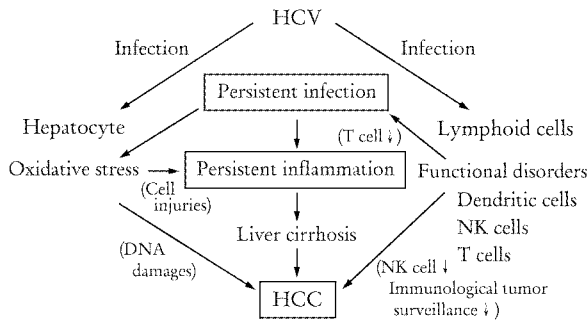 HCV
Infection
Infection
Persistent infection
Hepatocyte
(T cell ↓)
Lymphoid cells
Oxidative stress
Persistent inflammation
Functional disorders
(Cell
injuries)
Dendritic cells
NK cells
T cells
Liver cirrhosis
(DNA
damages)
(NK cell ↓
Immunological tumor
surveillance ↓)
HCC